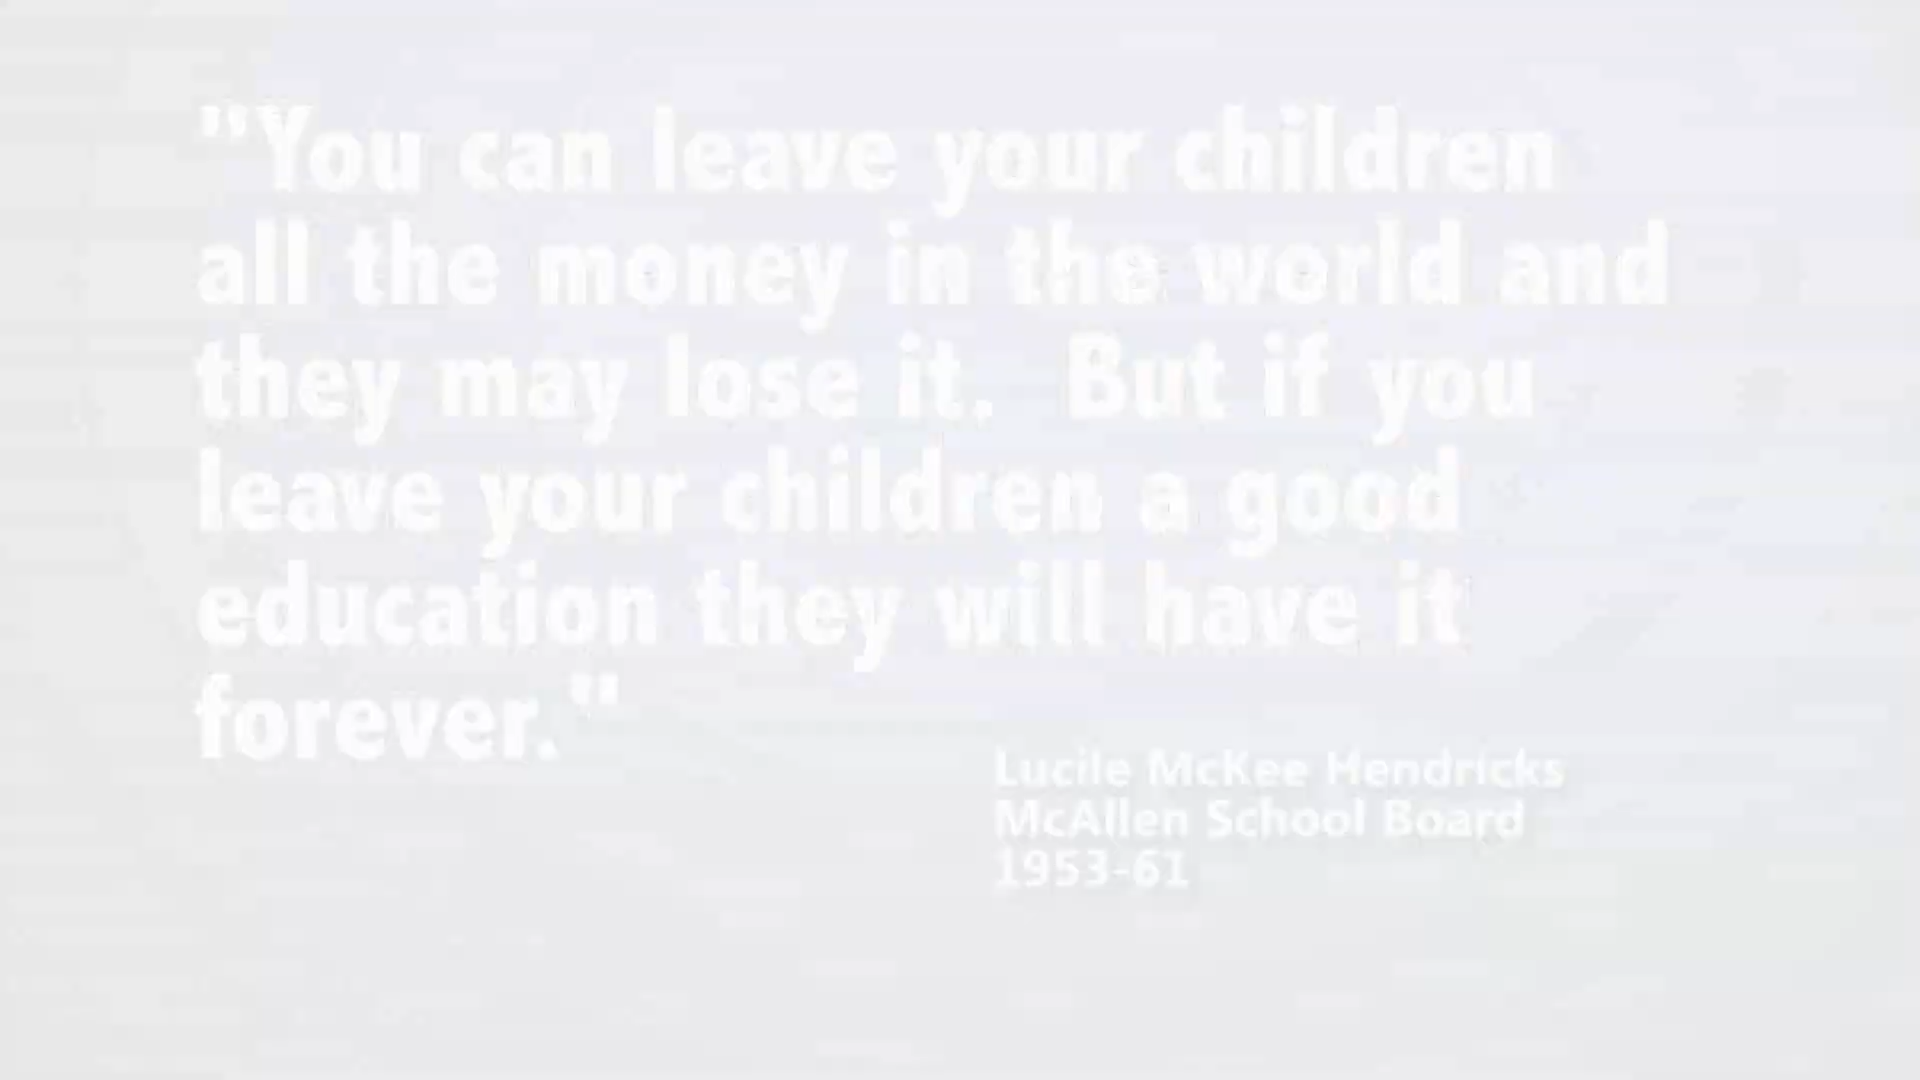 "You can leave your children
all the money in the world and
they may lose it.  But if you
leave your children a good
education they will have it
forever."
Lucile McKee Hendricks
McAllen School Board
1953-61